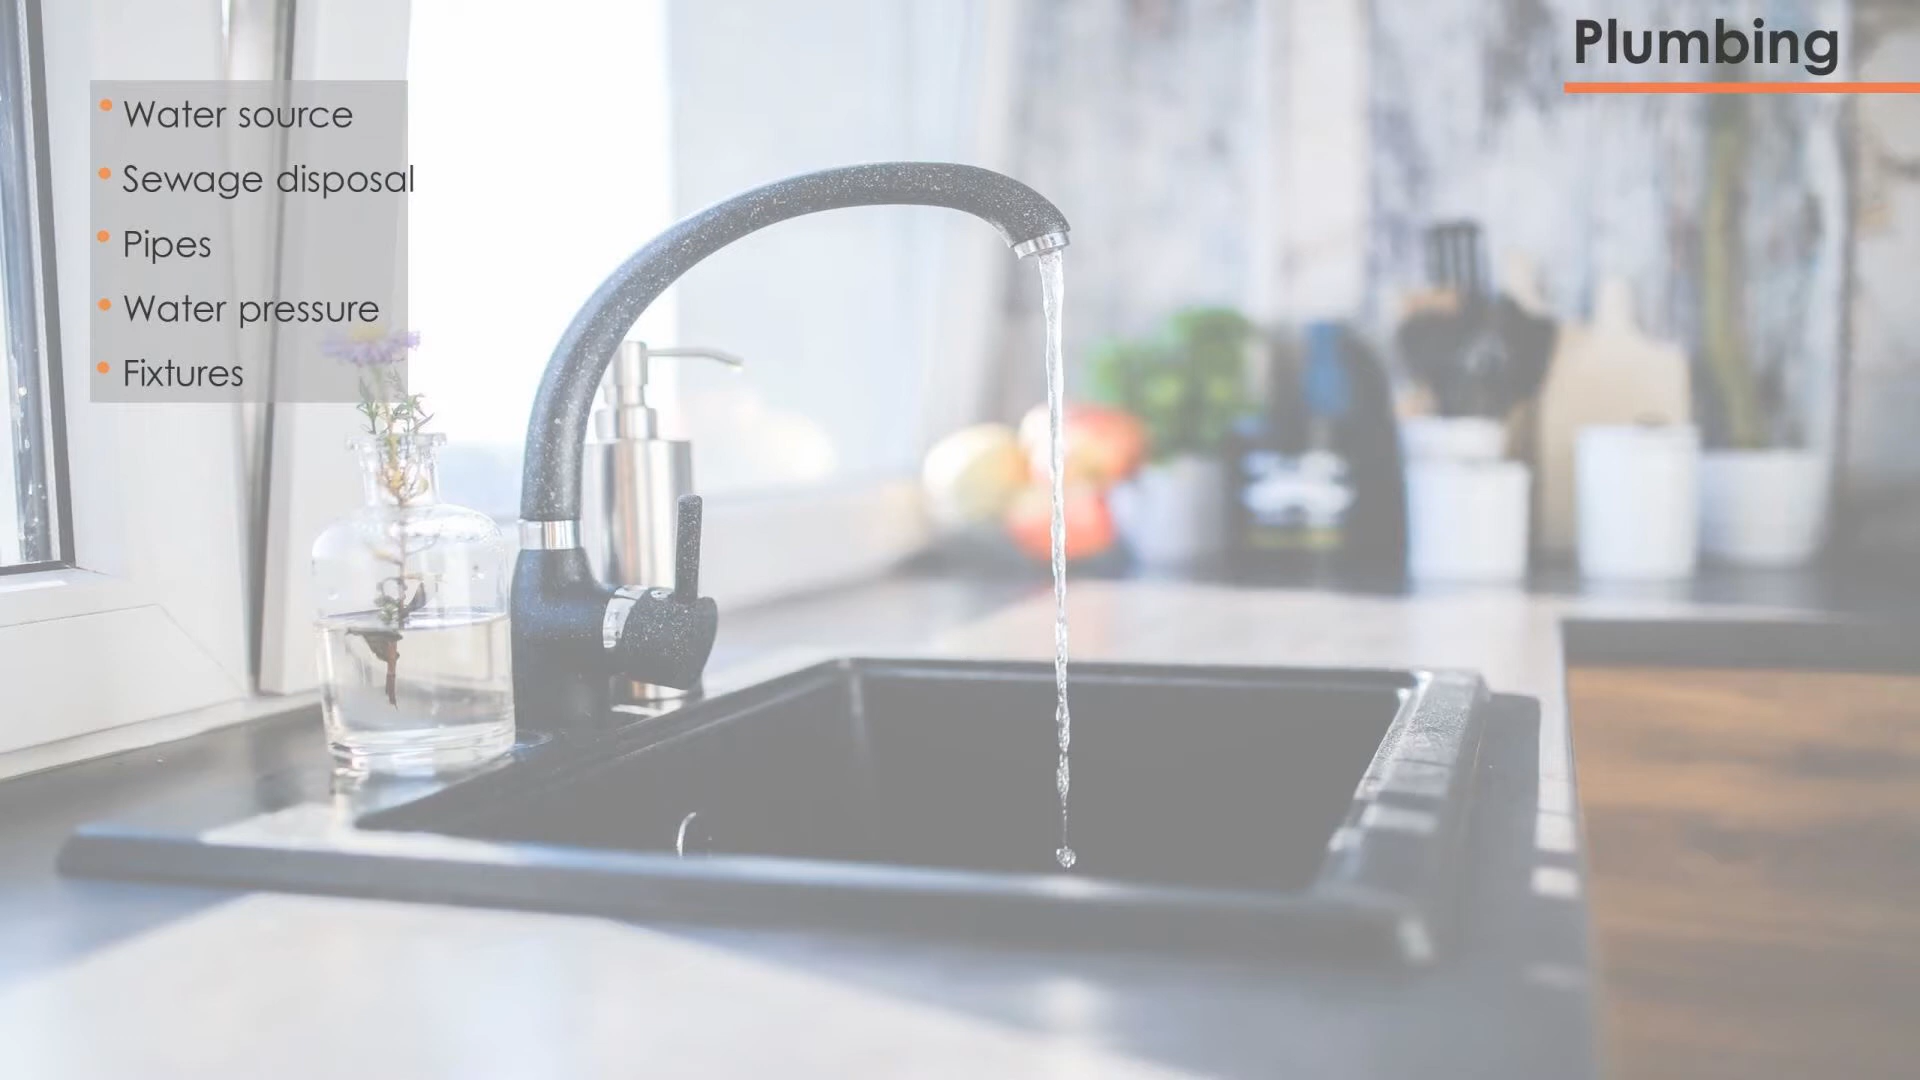 Plumbing
Water source
Sewage disposal
Pipes
Water pressure
Fixtures